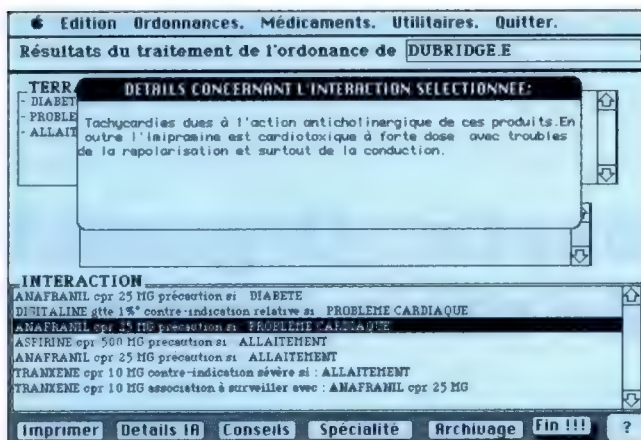 Edition Ordonnances. Médicaments. Utilitaires. Quitter.
Résultats du traitement de l'ordonance de DUBRIDGE.E
TERR
- DIABET
- PROBLE
- ALLAIT
DETAILS CONCERNANT L'INTERACTION SELECTIONNEE:
Tachycardies dues à l'action anticholinergique de ces produits.En
outre l'imipramine est cardiotoxique à forte dose avec troubles
de la repolarisation et surtout de la conduction.
INTERACTION
ANAFRANIL cpr 25 MG précaution si DIABETE
DIGITALINE gtte 1%° contre-indication relative si PROBLEME CARDIAQUE
ANAFRANIL cpr 25 MG précaution si PROBLEME CARDIAQUE
ASPIRINE cpr 500 MG precaution si ALLAITEMENT
ANAFRANIL cpr 25 MG précaution si ALLAITEMENT
TRANXENE cpr 10 MG contre-indication sévère si : ALLAITEMENT
TRANXENE cpr 10 MG association à surveiller avec : ANAFRANIL cpr 25 MG
Imprimer Details IA Conseils Spécialité Archivage Fin !!! ?